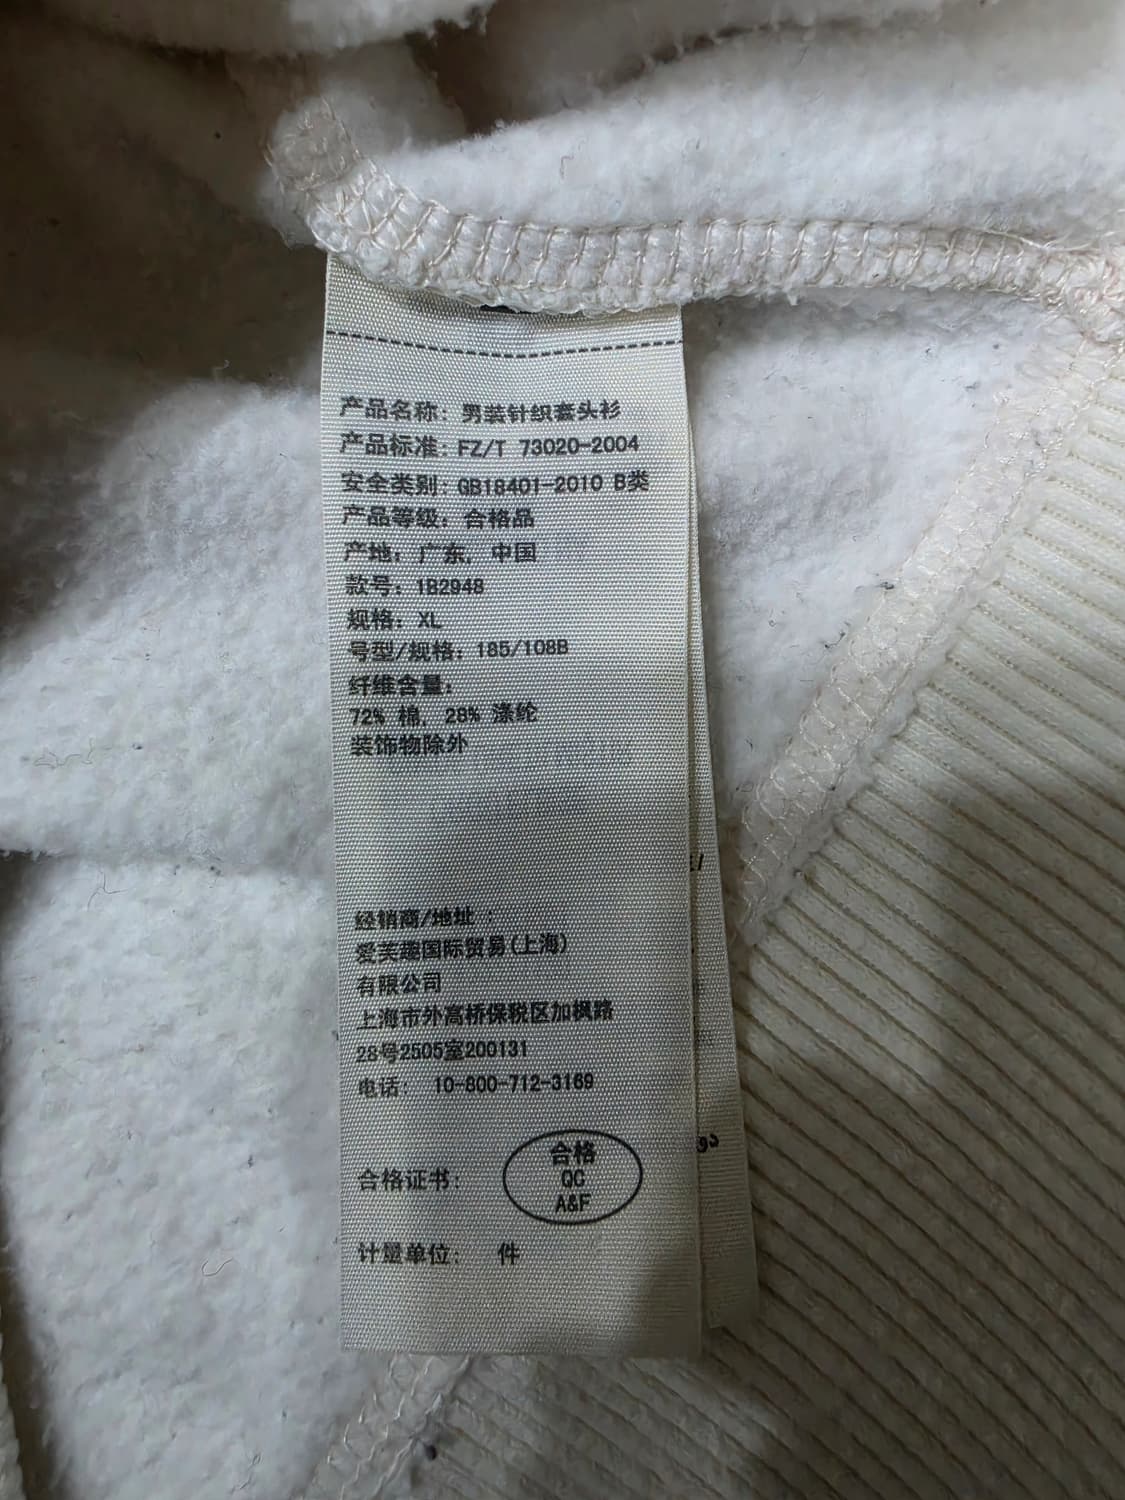 产品名称: 男装针织套头衫
产品标准: FZ/T 73020-2004
安全类别: GB18401-2010 B类
产品等级: 合格品
产地: 广东, 中国
款号: 1B2948
规格: XL
号型/规格: 185/108B
纤维含量:
72% 棉, 28% 涤纶
装饰物除外
经销商/地址 :
爱芙趣国际贸易(上海)
有限公司
上海市外高桥保税区加枫路
28号2505室200131
电话: 10-800-712-3169
合格
QC
A&F
合格证书:
计量单位: 件